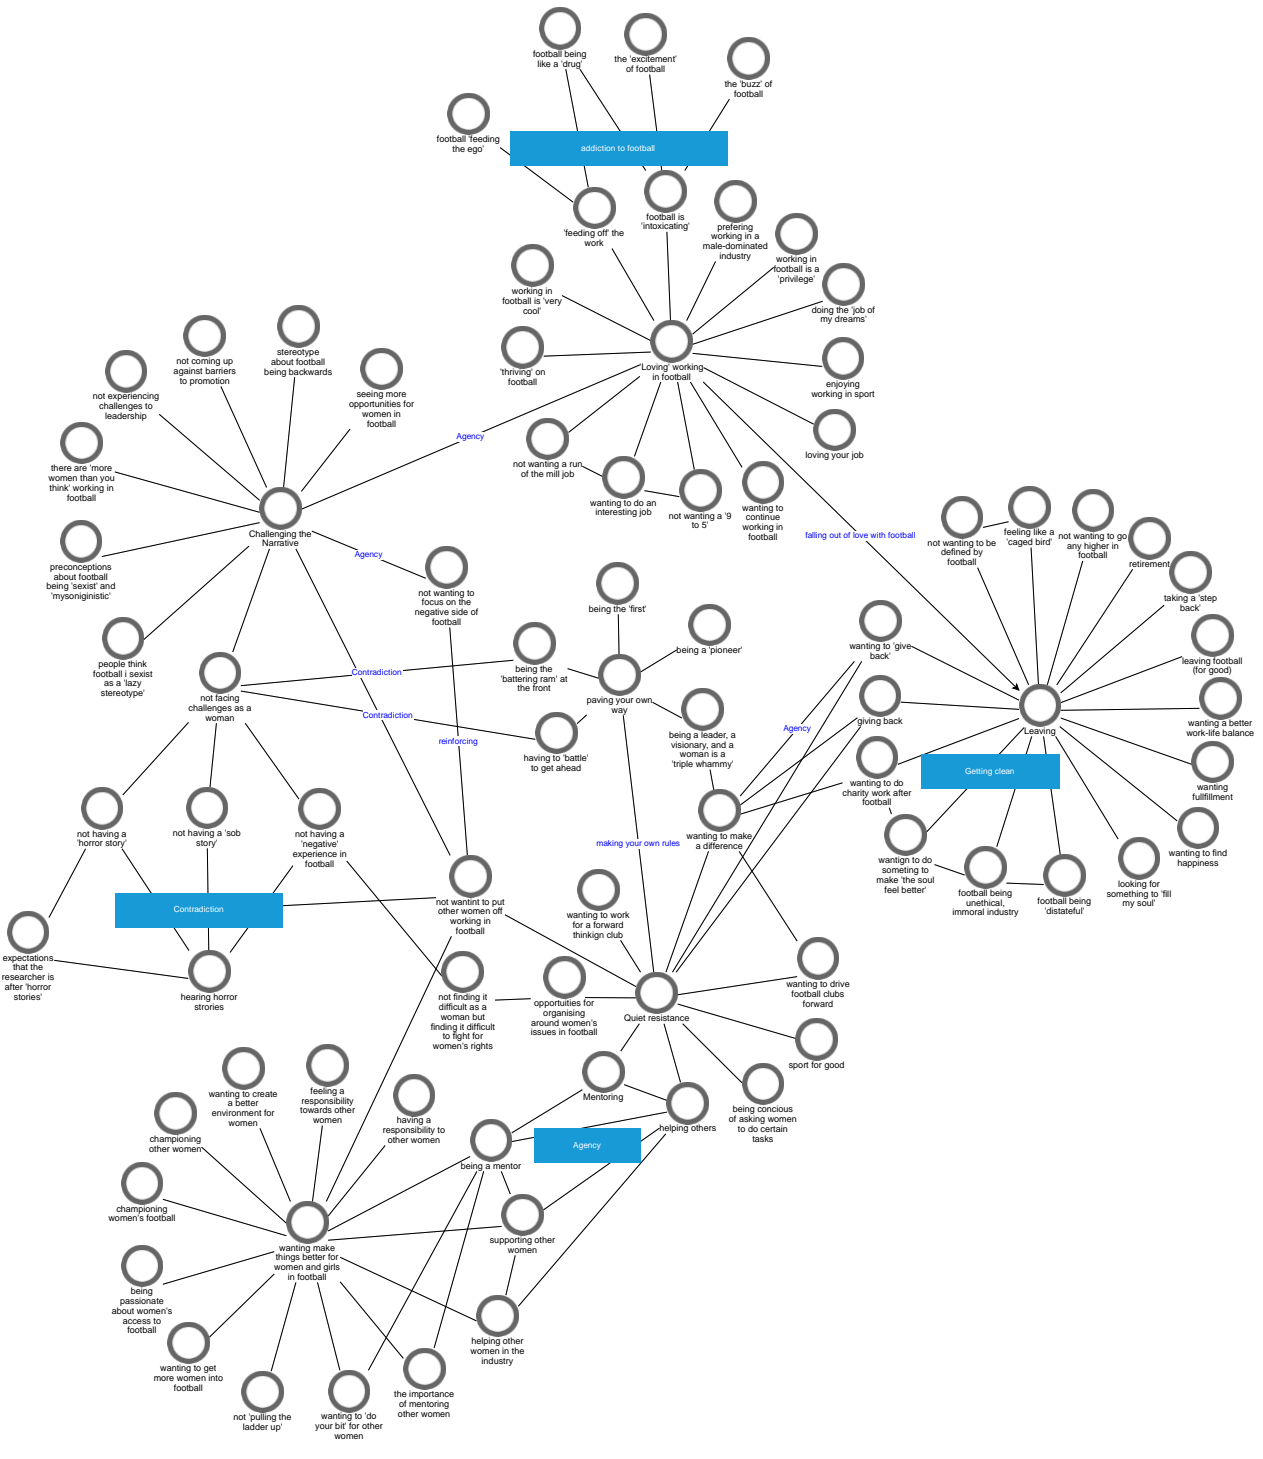 football being
like a 'drug'
the 'excitement'
of football
the 'buzz' of
football
football 'feeding
the ego'
addiction to football
'feeding off' the
work
football is
'intoxicating'
prefering
working in a
male-dominated
industry
working in
football is a
'privilege'
working in
football is 'very
cool'
doing the 'job of
my dreams'
'thriving' on
football
'Loving' working
in football
enjoying
working in sport
loving your job
not wanting a run
of the mill job
wanting to do an
interesting job
not wanting a '9
to 5'
wanting to
continue
working in
football
Agency
falling out of love with football
not coming up
against barriers
to promotion
stereotype
about football
being backwards
seeing more
opportunities for
women in
football
not experiencing
challenges to
leadership
there are 'more
women than you
think' working in
football
Challenging the
Narrative
preconceptions
about football
being 'sexist' and
'mysoniginistic'
people think
football i sexist
as a 'lazy
stereotype'
Agency
not wanting to
focus on the
negative side of
football
not facing
challenges as a
woman
Contradiction
Contradiction
reinforcing
being the 'first'
being a 'pioneer'
being the
'battering ram' at
the front
paving your own
way
having to 'battle'
to get ahead
being a leader, a
visionary, and a
woman is a
'triple whammy'
making your own rules
wanting to make
a difference
Agency
wanting to 'give
back'
giving back
wanting to do
charity work after
football
not wanting to be
defined by
football
feeling like a
'caged bird'
not wanting to go
any higher in
football
retirement
taking a 'step
back'
leaving football
(for good)
Leaving
wanting a better
work-life balance
wanting
fullfillment
wanting to find
happiness
looking for
something to 'fill
my soul'
Getting clean
wantign to do
someting to
make 'the soul
feel better'
football being
unethical,
immoral industry
football being
'distateful'
not having a
'horror story'
not having a 'sob
story'
not having a
'negative'
experience in
football
Contradiction
expectations
that the
researcher is
after 'horror
stories'
hearing horror
strories
not wantint to put
other women off
working in
football
not finding it
difficult as a
woman but
finding it difficult
to fight for
women's rights
wanting to work
for a forward
thinkign club
opportuities for
organising
around women's
issues in football
Quiet resistance
wanting to drive
football clubs
forward
sport for good
being concious
of asking women
to do certain
tasks
Mentoring
helping others
Agency
being a mentor
supporting other
women
helping other
women in the
industry
wanting to create
a better
environment for
women
feeling a
responsibility
towards other
women
having a
responsibility to
other women
championing
other women
championing
women's football
wanting make
things better for
women and girls
in football
being
passionate
about women's
access to
football
wanting to get
more women into
football
not 'pulling the
ladder up'
wanting to 'do
your bit' for other
women
the importance
of mentoring
other women